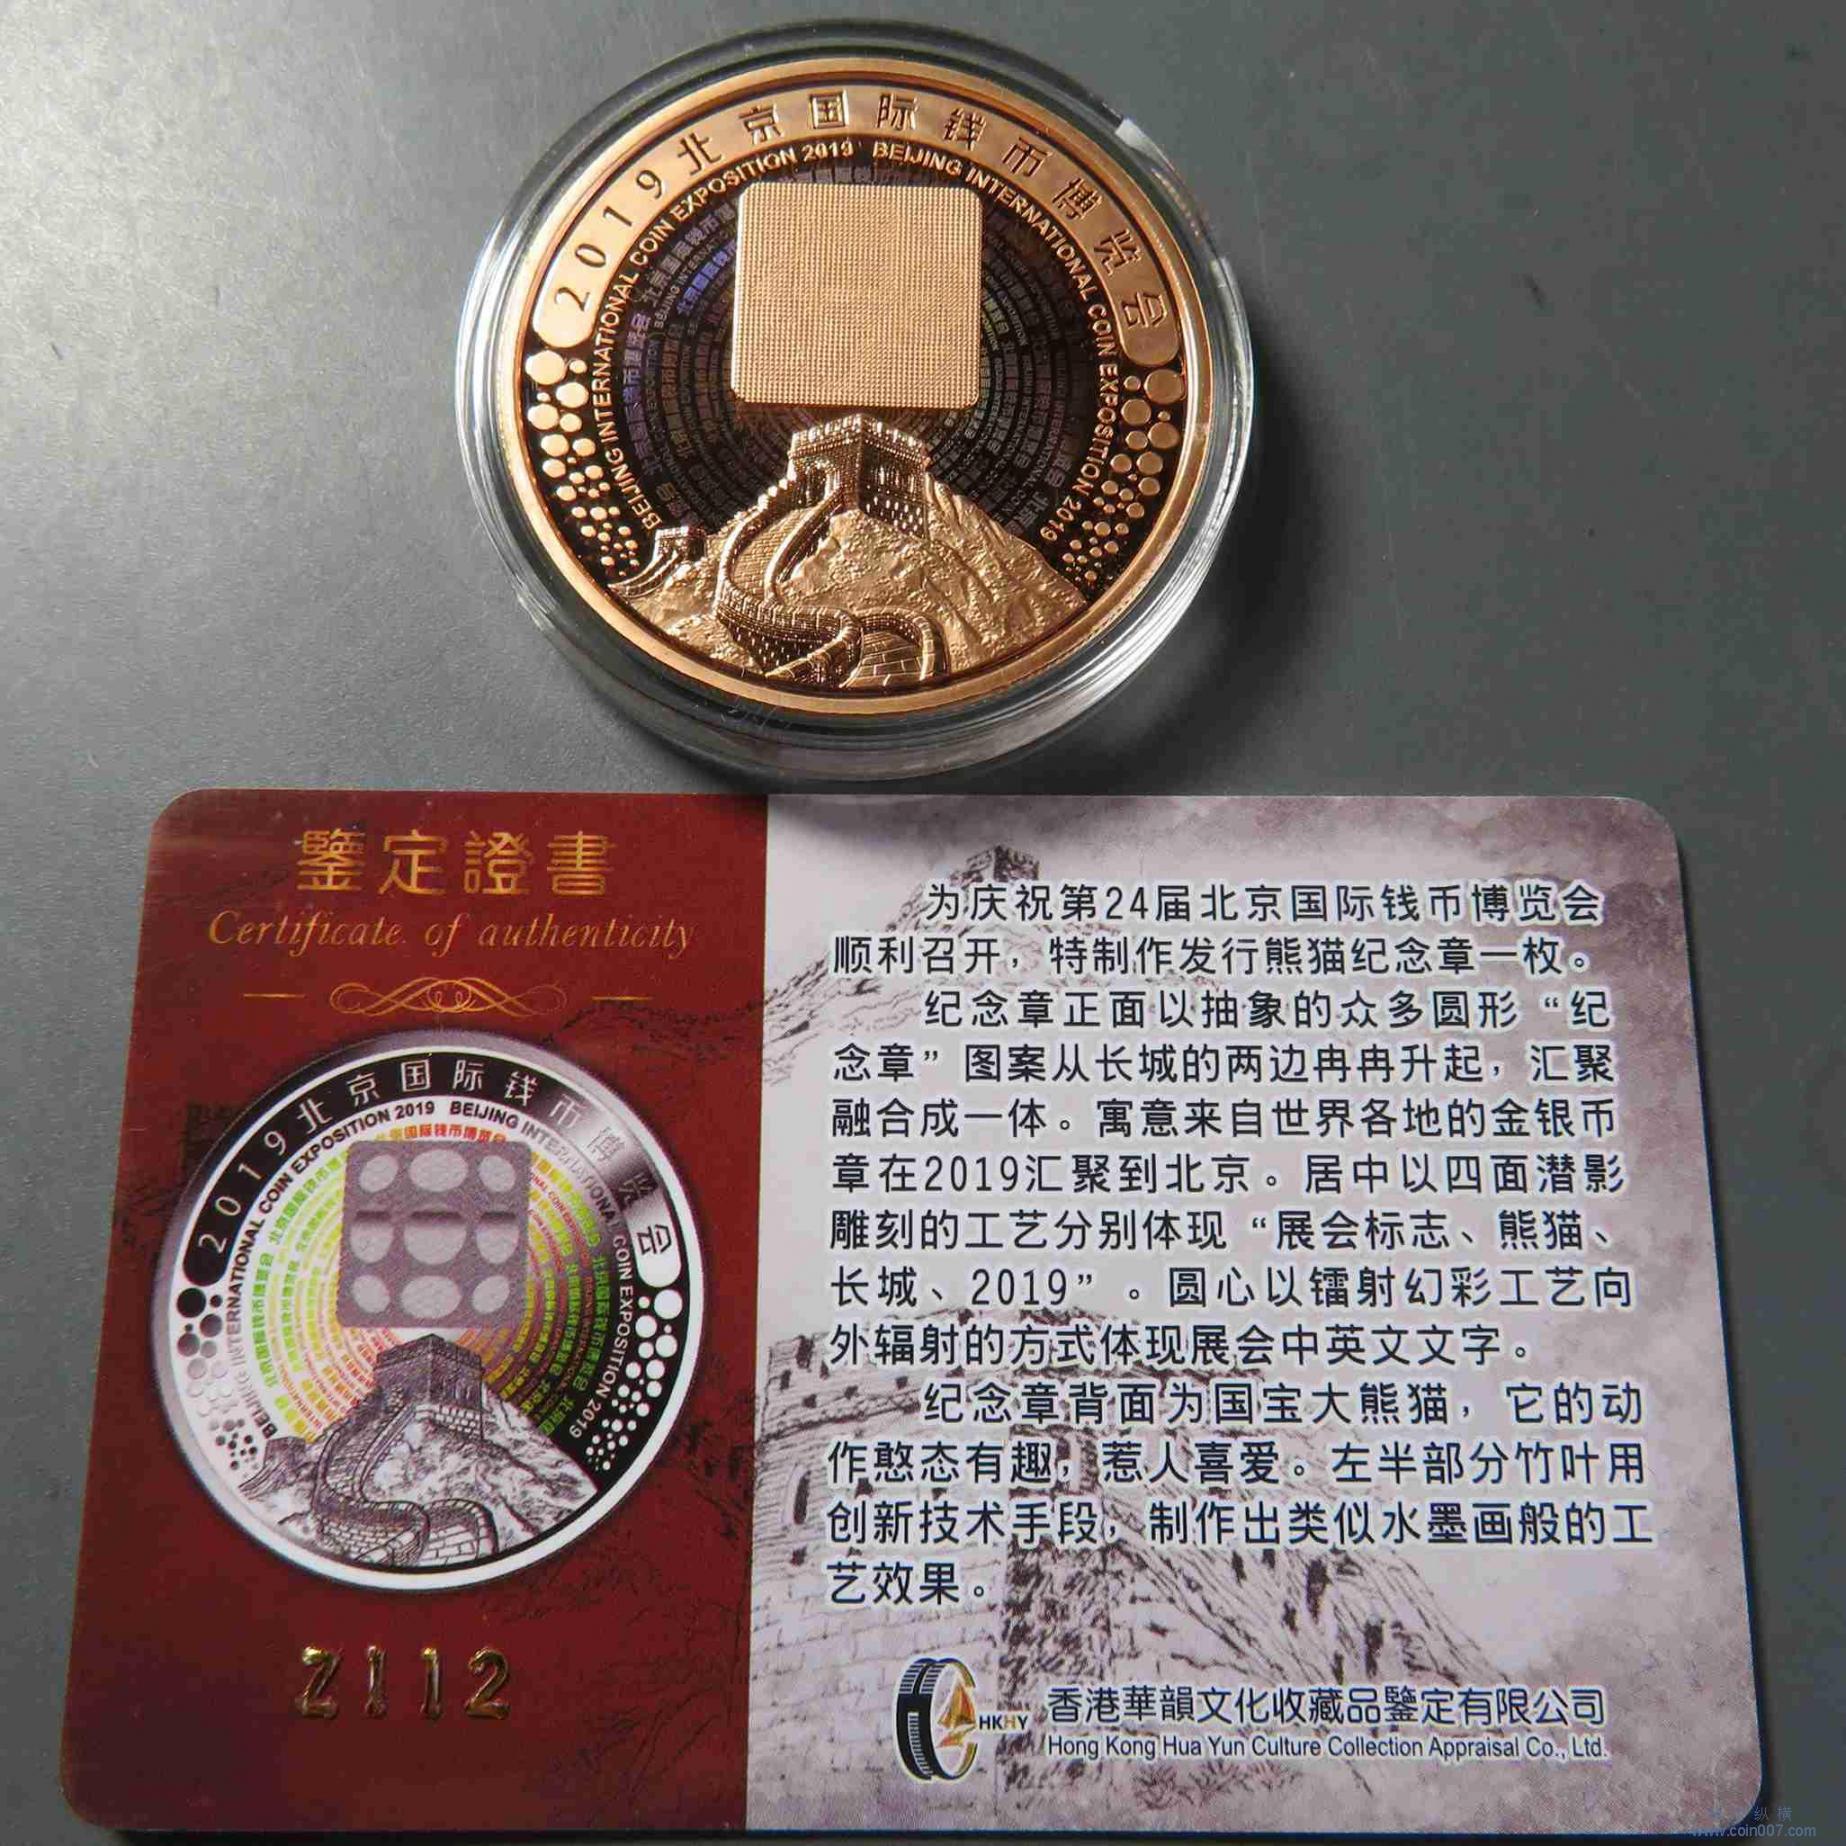 2019北京国际钱币博览会
BEIJING INTERNATIONAL COIN EXPOSITION 2019 BEIJING INTERNATIONAL COIN EXPOSITION 2019
鑒定證書
Certificate of authenticity
2019北京国际钱币博览会
BEIJING INTERNATIONAL COIN EXPOSITION 2019 BEIJING INTERNATIONAL COIN EXPOSITION 2019
北京国际钱币博览会
Z112
为庆祝第24届北京国际钱币博览会
顺利召开，特制作发行熊猫纪念章一枚。
纪念章正面以抽象的众多圆形“纪
念章”图案从长城的两边冉冉升起，汇聚
融合成一体。寓意来自世界各地的金银币
章在2019汇聚到北京。居中以四面潜影
雕刻的工艺分别体现“展会标志、熊猫、
长城、2019”。圆心以镭射幻彩工艺向
外辐射的方式体现展会中英文文字。
纪念章背面为国宝大熊猫，它的动
作憨态有趣，惹人喜爱。左半部分竹叶用
创新技术手段，制作出类似水墨画般的工
艺效果。
HKHY
香港華韻文化收藏品鑒定有限公司
Hong Kong Hua Yun Culture Collection Appraisal Co., Ltd.
纵横
www.coin007.com